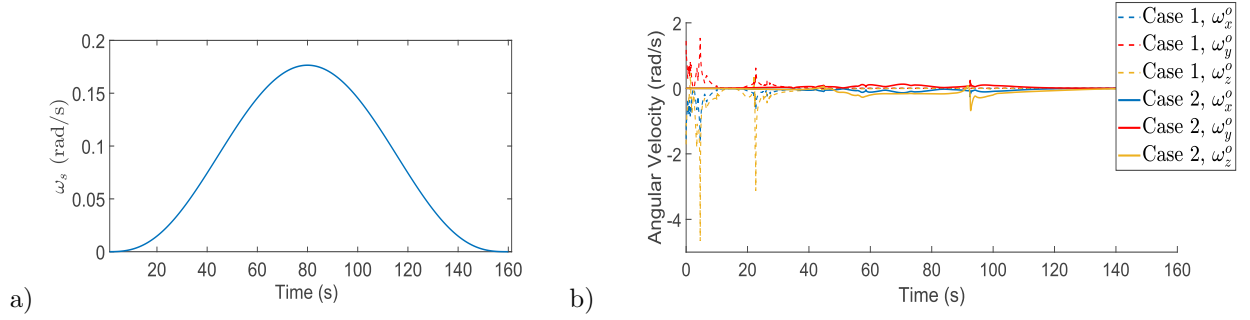 0.2
0.15
0.1
0.05
0
20 40 60 80 100 120 140 160
ω_s (rad/s)
Time (s)
a)
2
0
-2
-4
0 20 40 60 80 100 120 140 160
Angular Velocity (rad/s)
Time (s)
Case 1, ω_x^o
Case 1, ω_y^o
Case 1, ω_z^o
Case 2, ω_x^o
Case 2, ω_y^o
Case 2, ω_z^o
b)